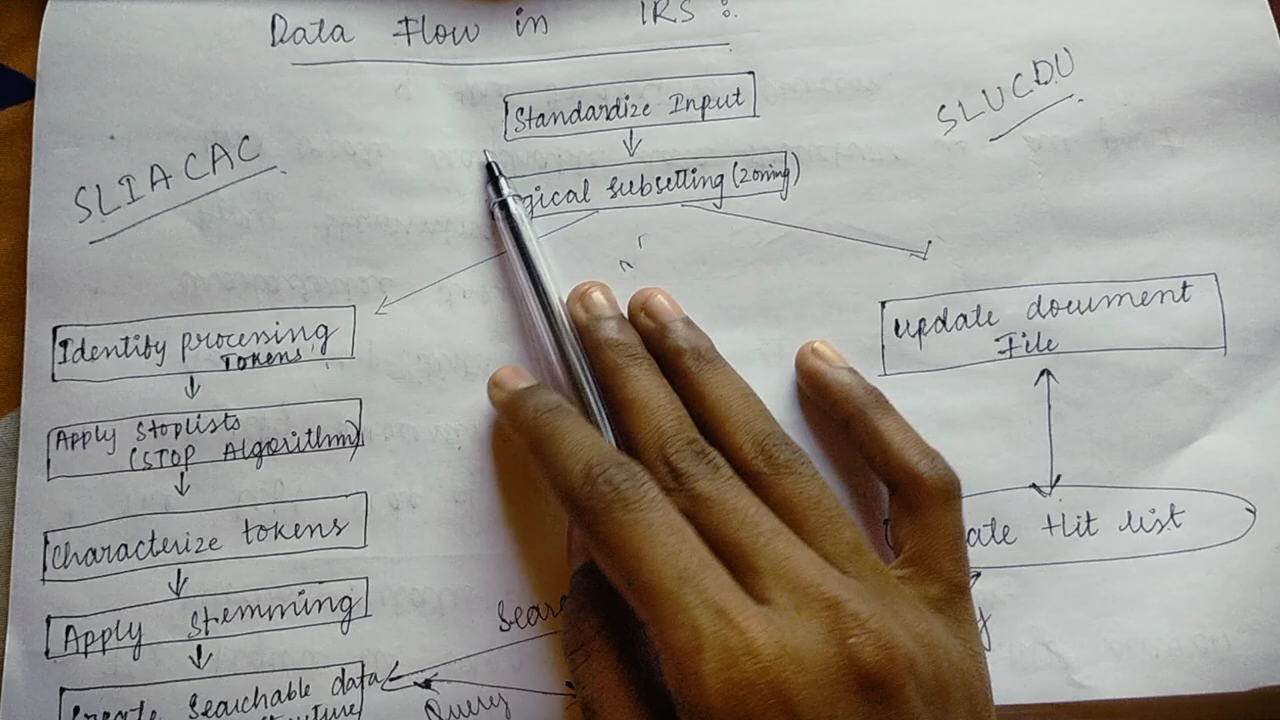 Data Flow in IRS :
SLIACAC
SLUCDU
Standardize Input
gical subsetting (zoning)
Identify processing
Tokens
Apply Stoplists
(STOP Algorithm)
Characterize tokens
Apply Stemming
Create Searchable data
update document
File
ate Hit list
Query